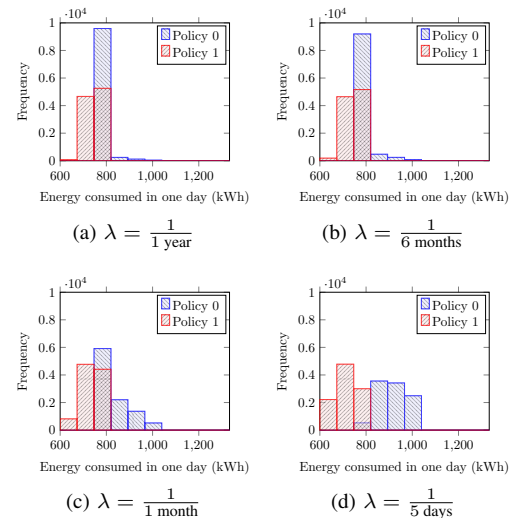 ·10⁴
·10⁴
1
0.8
0.6
0.4
0.2
0
Frequency
600 800 1,000 1,200
Energy consumed in one day (kWh)
Policy 0
Policy 1
1
0.8
0.6
0.4
0.2
0
Frequency
600 800 1,000 1,200
Energy consumed in one day (kWh)
Policy 0
Policy 1
(a) λ = 1/1 year
(b) λ = 1/6 months
·10⁴
·10⁴
1
0.8
0.6
0.4
0.2
0
Frequency
600 800 1,000 1,200
Energy consumed in one day (kWh)
Policy 0
Policy 1
1
0.8
0.6
0.4
0.2
0
Frequency
600 800 1,000 1,200
Energy consumed in one day (kWh)
Policy 0
Policy 1
(c) λ = 1/1 month
(d) λ = 1/5 days